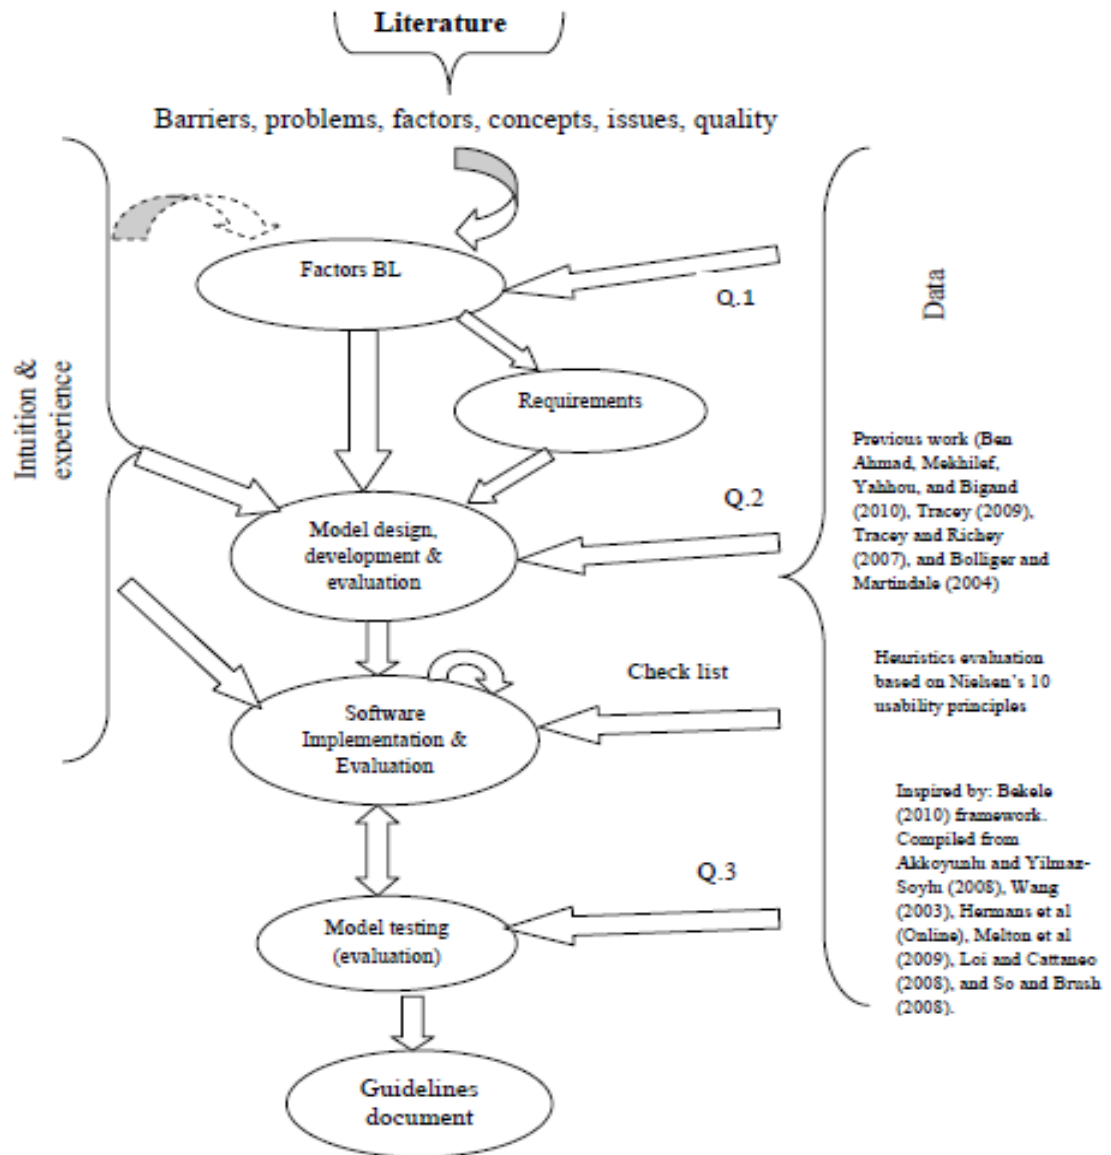 Literature
Barriers, problems, factors, concepts, issues, quality
Intuition &
experience
Factors BL
Q.1
Data
Requirements
Previous work (Ben
Ahmad, Mekhilef,
Yahhou, and Bigand
(2010), Tracey (2009),
Tracey and Richey
(2007), and Bolliger and
Martindale (2004)
Q.2
Model design,
development &
evaluation
Check list
Heuristics evaluation
based on Nielsen's 10
usability principles
Software
Implementation &
Evaluation
Inspired by: Bekele
(2010) framework.
Compiled from
Akkoyunlu and Yilmaz-
Soylu (2008), Wang
(2003), Hermans et al
(Online), Melton et al
(2009), Loi and Cattaneo
(2008), and So and Brush
(2008).
Q.3
Model testing
(evaluation)
Guidelines
document